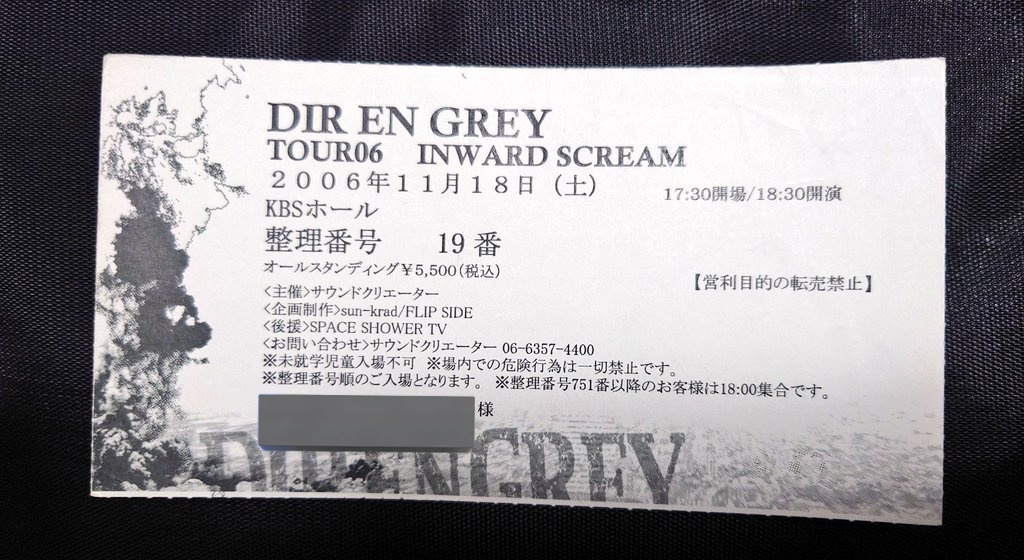 DIR EN GREY
TOUR06 INWARD SCREAM
２００６年１１月１８日（土） 17:30開場/18:30開演
KBSホール
整理番号 19番
オールスタンディング￥5,500(税込)
【営利目的の転売禁止】
<主催>サウンドクリエーター
<企画制作>sun-krad/FLIP SIDE
<後援>SPACE SHOWER TV
<お問い合わせ>サウンドクリエーター 06-6357-4400
※未就学児童入場不可 ※場内での危険行為は一切禁止です。
※整理番号順のご入場となります。 ※整理番号751番以降のお客様は18:00集合です。
様
DIR EN GREY